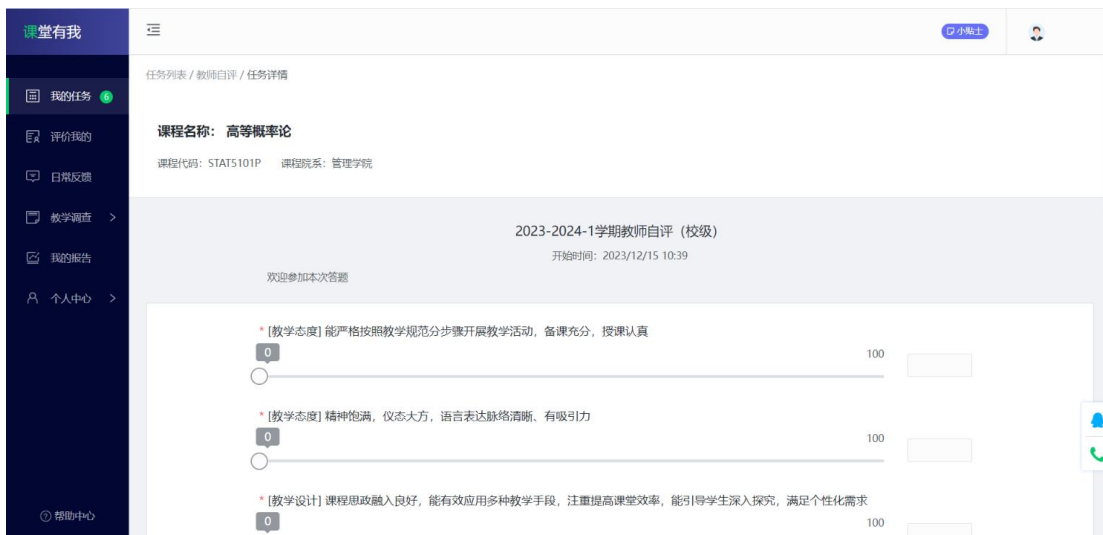 课堂有我
小贴士
任务列表 / 教师自评 / 任务详情
我的任务 6
评价我的
日常反馈
教学调查 >
我的报告
个人中心 >
帮助中心
课程名称： 高等概率论
课程代码：STAT5101P 课程院系：管理学院
2023-2024-1学期教师自评（校级）
开始时间：2023/12/15 10:39
欢迎参加本次答题
* [教学态度] 能严格按照教学规范分步骤开展教学活动，备课充分，授课认真
0
100
* [教学态度] 精神饱满，仪态大方，语言表达脉络清晰、有吸引力
0
100
* [教学设计] 课程思政融入良好，能有效应用多种教学手段，注重提高课堂效率，能引导学生深入探究，满足个性化需求
0
100